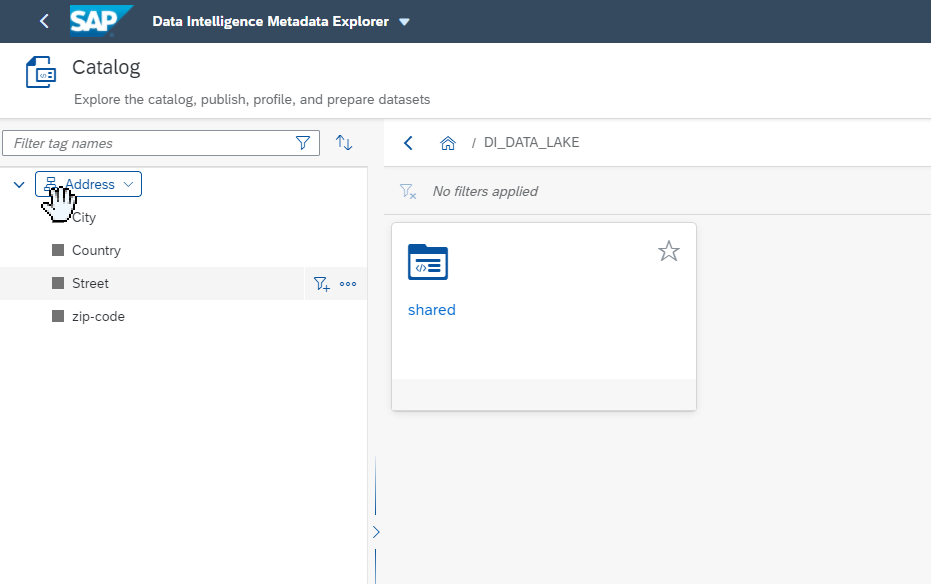 SAP Data Intelligence Metadata Explorer
Catalog
Explore the catalog, publish, profile, and prepare datasets
Filter tag names
/ DI_DATA_LAKE
Address
No filters applied
City
Country
Street
zip-code
shared